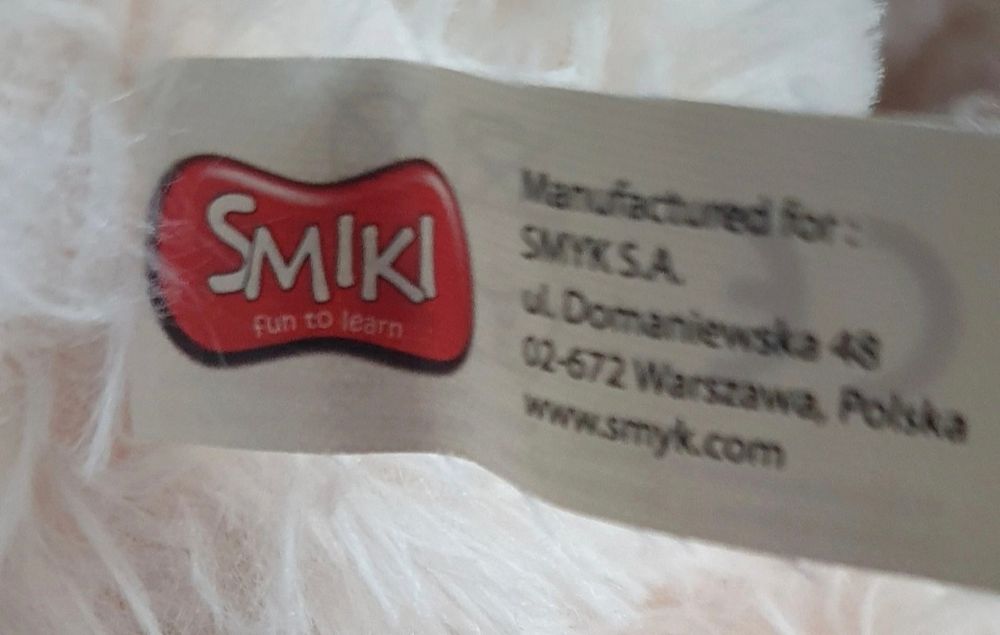 SMIKI
fun to learn
Manufactured for :
SMYK S.A.
ul. Domaniewska 48
02-672 Warszawa, Polska
www.smyk.com